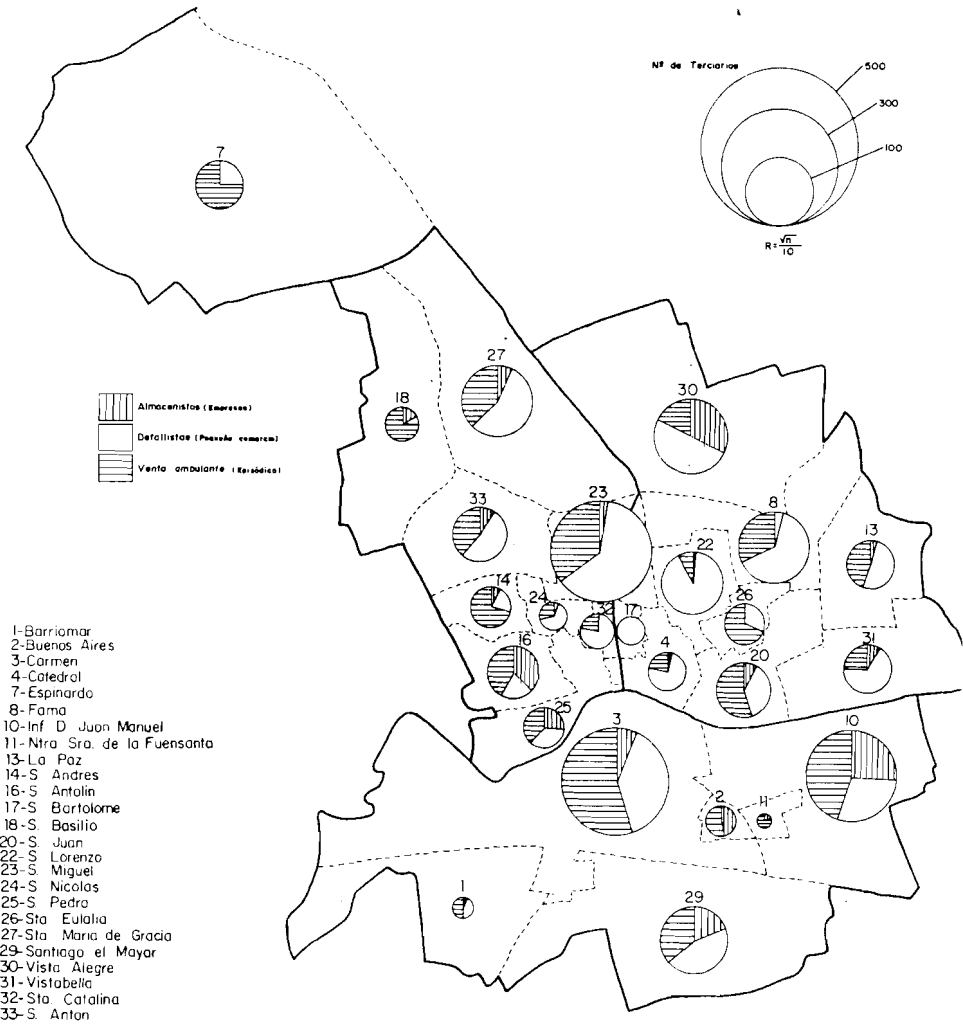 Nº de Terciarios
500
300
100
R=√n/10
7
27
18
30
Almacenistas (Empresas)
Detallistas (Pequeño comercio)
Venta ambulante (Episódica)
33
23
8
13
22
14
24
32
17
26
16
4
20
31
25
3
10
2
11
1
29
1-Barriomar
2-Buenos Aires
3-Carmen
4-Catedral
7-Espinardo
8-Fama
10-Inf D Juan Manuel
11-Ntra Sra. de la Fuensanta
13-La Paz
14-S Andres
16-S Antolin
17-S Bartolome
18-S. Basilio
20-S. Juan
22-S Lorenzo
23-S. Miguel
24-S Nicolas
25-S Pedro
26-Sta Eulalia
27-Sta Maria de Gracia
29-Santiago el Mayor
30-Vista Alegre
31-Vistabella
32-Sta. Catalina
33-S. Anton